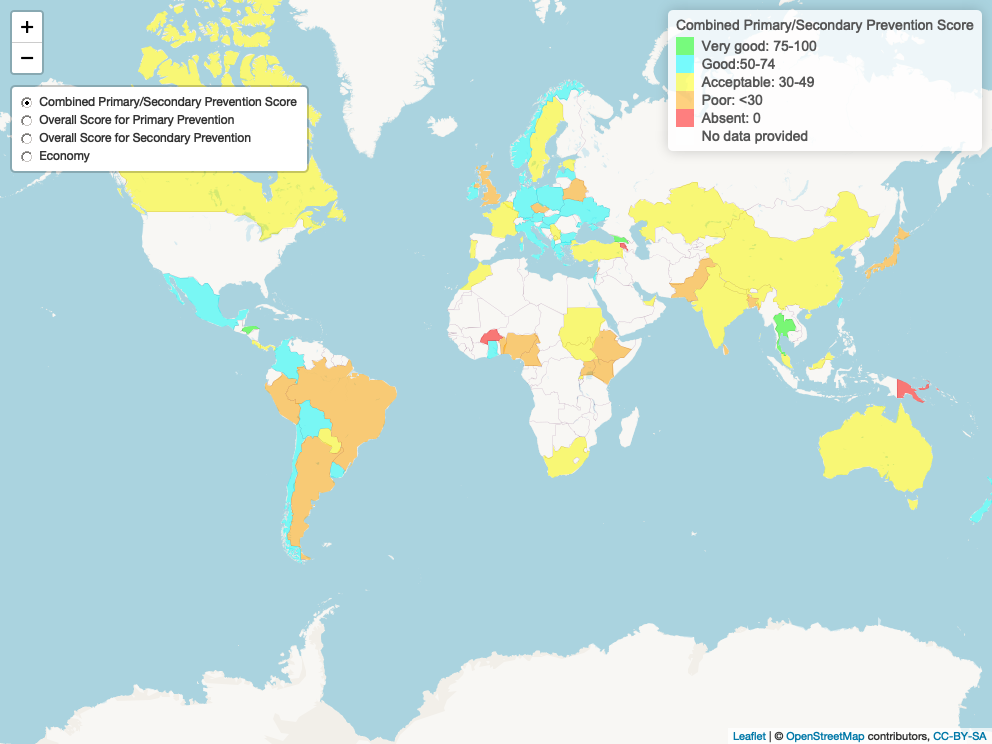 +
−
Combined Primary/Secondary Prevention Score
Overall Score for Primary Prevention
Overall Score for Secondary Prevention
Economy
Combined Primary/Secondary Prevention Score
Very good: 75-100
Good:50-74
Acceptable: 30-49
Poor: <30
Absent: 0
No data provided
Leaflet | © OpenStreetMap contributors, CC-BY-SA